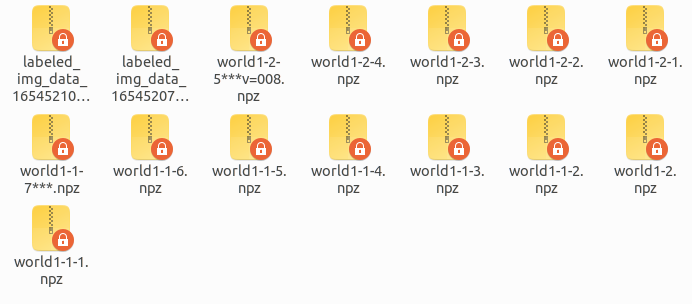 labeled_
img_data_
16545210...
labeled_
img_data_
16545207...
world1-2-
5***v=008.
npz
world1-2-4.
npz
world1-2-3.
npz
world1-2-2.
npz
world1-2-1.
npz
world1-1-
7***.npz
world1-1-6.
npz
world1-1-5.
npz
world1-1-4.
npz
world1-1-3.
npz
world1-1-2.
npz
world1-2.
npz
world1-1-1.
npz